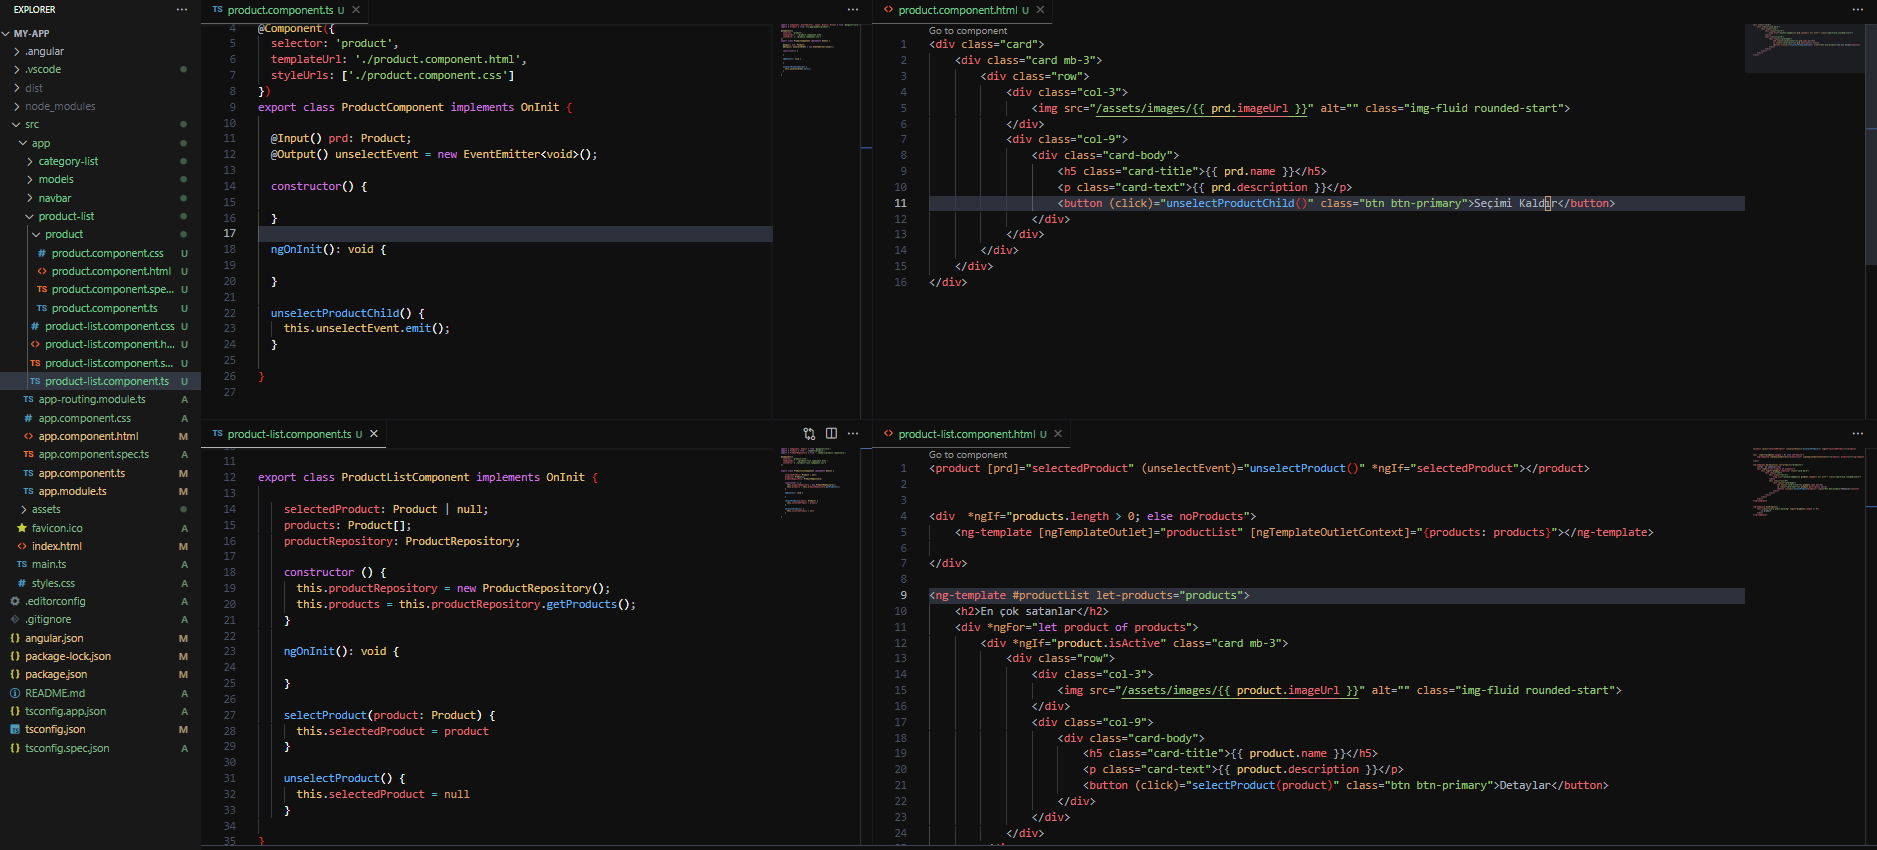 EXPLORER
MY-APP
.angular
.vscode
dist
node_modules
src
app
category-list
models
navbar
product-list
product
product.component.css U
product.component.html U
product.component.spe... U
product.component.ts U
product-list.component.css U
product-list.component.h... U
product-list.component.s... U
product-list.component.ts U
app-routing.module.ts A
app.component.css A
app.component.html M
app.component.spec.ts A
app.component.ts M
app.module.ts M
assets
favicon.ico A
index.html M
main.ts A
styles.css A
.editorconfig A
.gitignore A
angular.json M
package-lock.json M
package.json M
README.md A
tsconfig.app.json A
tsconfig.json M
tsconfig.spec.json A
TS product.component.ts U
4 @Component({
5 selector: 'product',
6 templateUrl: './product.component.html',
7 styleUrls: ['./product.component.css']
8 })
9 export class ProductComponent implements OnInit {
10
11 @Input() prd: Product;
12 @Output() unselectEvent = new EventEmitter<void>();
13
14 constructor() {
15
16 }
17
18 ngOnInit(): void {
19
20 }
21
22 unselectProductChild() {
23 this.unselectEvent.emit();
24 }
25
26 }
27
product.component.html U
Go to component
1 <div class="card">
2 <div class="card mb-3">
3 <div class="row">
4 <div class="col-3">
5 <img src="/assets/images/{{ prd.imageUrl }}" alt="" class="img-fluid rounded-start">
6 </div>
7 <div class="col-9">
8 <div class="card-body">
9 <h5 class="card-title">{{ prd.name }}</h5>
10 <p class="card-text">{{ prd.description }}</p>
11 <button (click)="unselectProductChild()" class="btn btn-primary">Seçimi Kaldır</button>
12 </div>
13 </div>
14 </div>
15 </div>
16 </div>
TS product-list.component.ts U
11
12 export class ProductListComponent implements OnInit {
13
14 selectedProduct: Product | null;
15 products: Product[];
16 productRepository: ProductRepository;
17
18 constructor () {
19 this.productRepository = new ProductRepository();
20 this.products = this.productRepository.getProducts();
21 }
22
23 ngOnInit(): void {
24
25 }
26
27 selectProduct(product: Product) {
28 this.selectedProduct = product
29 }
30
31 unselectProduct() {
32 this.selectedProduct = null
33 }
34
35 }
product-list.component.html U
Go to component
1 <product [prd]="selectedProduct" (unselectEvent)="unselectProduct()" *ngIf="selectedProduct"></product>
2
3
4 <div *ngIf="products.length > 0; else noProducts">
5 <ng-template [ngTemplateOutlet]="productList" [ngTemplateOutletContext]="{products: products}"></ng-template>
6
7 </div>
8
9 <ng-template #productList let-products="products">
10 <h2>En çok satanlar</h2>
11 <div *ngFor="let product of products">
12 <div *ngIf="product.isActive" class="card mb-3">
13 <div class="row">
14 <div class="col-3">
15 <img src="/assets/images/{{ product.imageUrl }}" alt="" class="img-fluid rounded-start">
16 </div>
17 <div class="col-9">
18 <div class="card-body">
19 <h5 class="card-title">{{ product.name }}</h5>
20 <p class="card-text">{{ product.description }}</p>
21 <button (click)="selectProduct(product)" class="btn btn-primary">Detaylar</button>
22 </div>
23 </div>
24 </div>